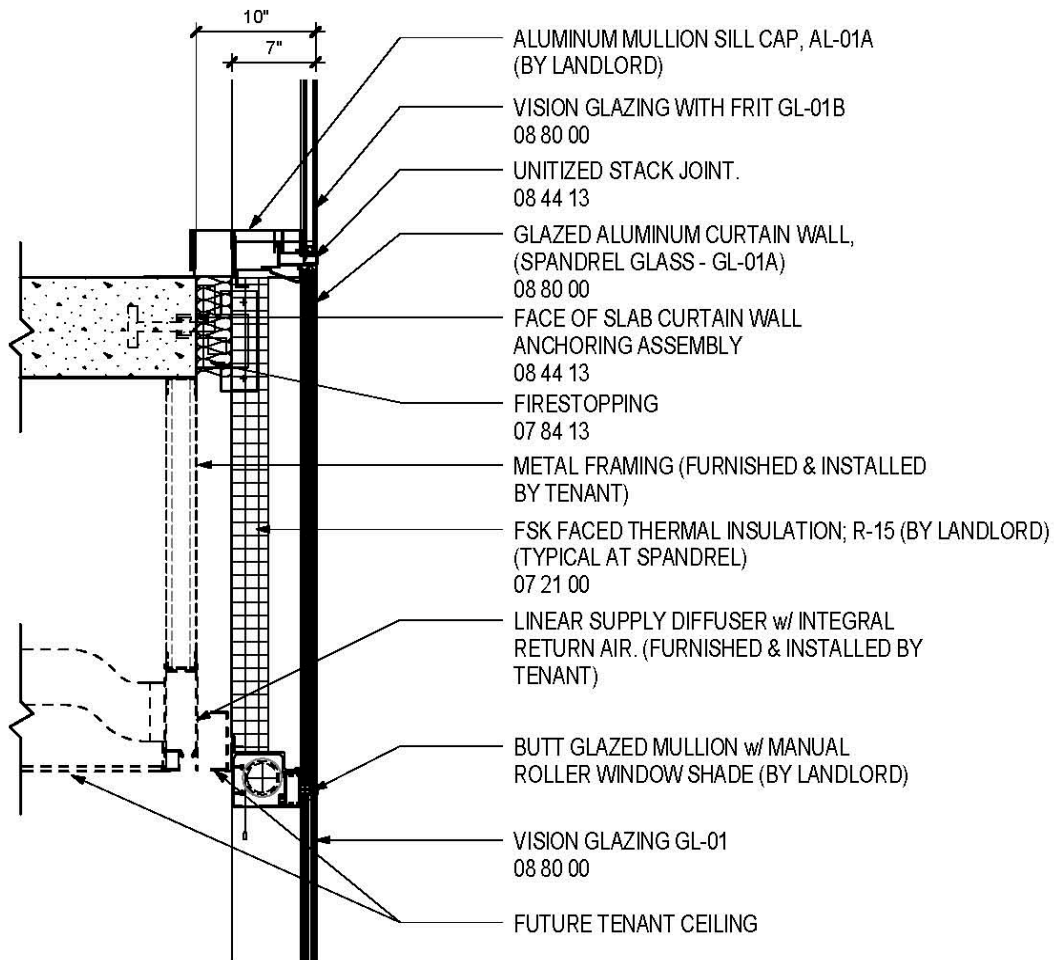 10"
7"
ALUMINUM MULLION SILL CAP, AL-01A
(BY LANDLORD)
VISION GLAZING WITH FRIT GL-01B
08 80 00
UNITIZED STACK JOINT.
08 44 13
GLAZED ALUMINUM CURTAIN WALL,
(SPANDREL GLASS - GL-01A)
08 80 00
FACE OF SLAB CURTAIN WALL
ANCHORING ASSEMBLY
08 44 13
FIRESTOPPING
07 84 13
METAL FRAMING (FURNISHED & INSTALLED
BY TENANT)
FSK FACED THERMAL INSULATION; R-15 (BY LANDLORD)
(TYPICAL AT SPANDREL)
07 21 00
LINEAR SUPPLY DIFFUSER w/ INTEGRAL
RETURN AIR. (FURNISHED & INSTALLED BY
TENANT)
BUTT GLAZED MULLION w/ MANUAL
ROLLER WINDOW SHADE (BY LANDLORD)
VISION GLAZING GL-01
08 80 00
FUTURE TENANT CEILING